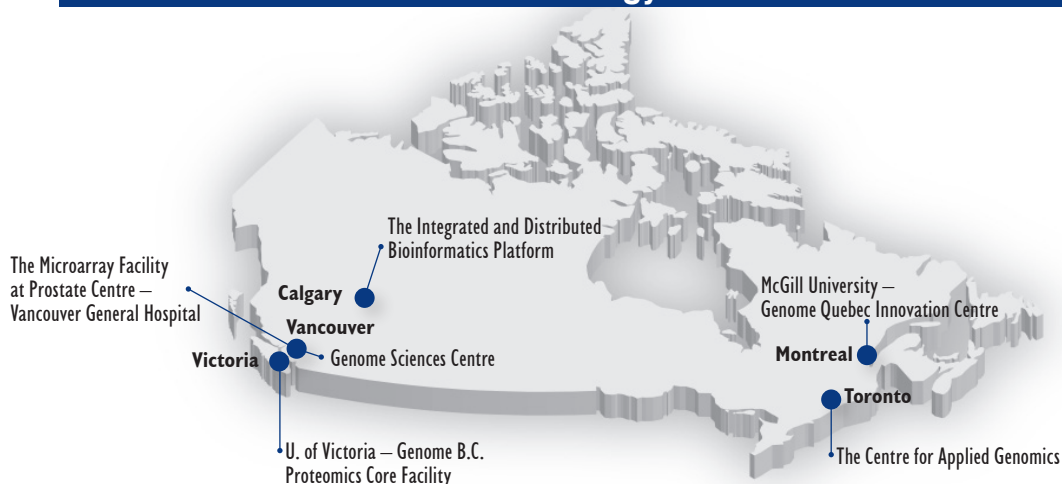 The Integrated and Distributed
Bioinformatics Platform
The Microarray Facility
at Prostate Centre –
Vancouver General Hospital
Calgary
McGill University –
Genome Quebec Innovation Centre
Vancouver
Victoria
Genome Sciences Centre
Montreal
Toronto
U. of Victoria – Genome B.C.
Proteomics Core Facility
The Centre for Applied Genomics